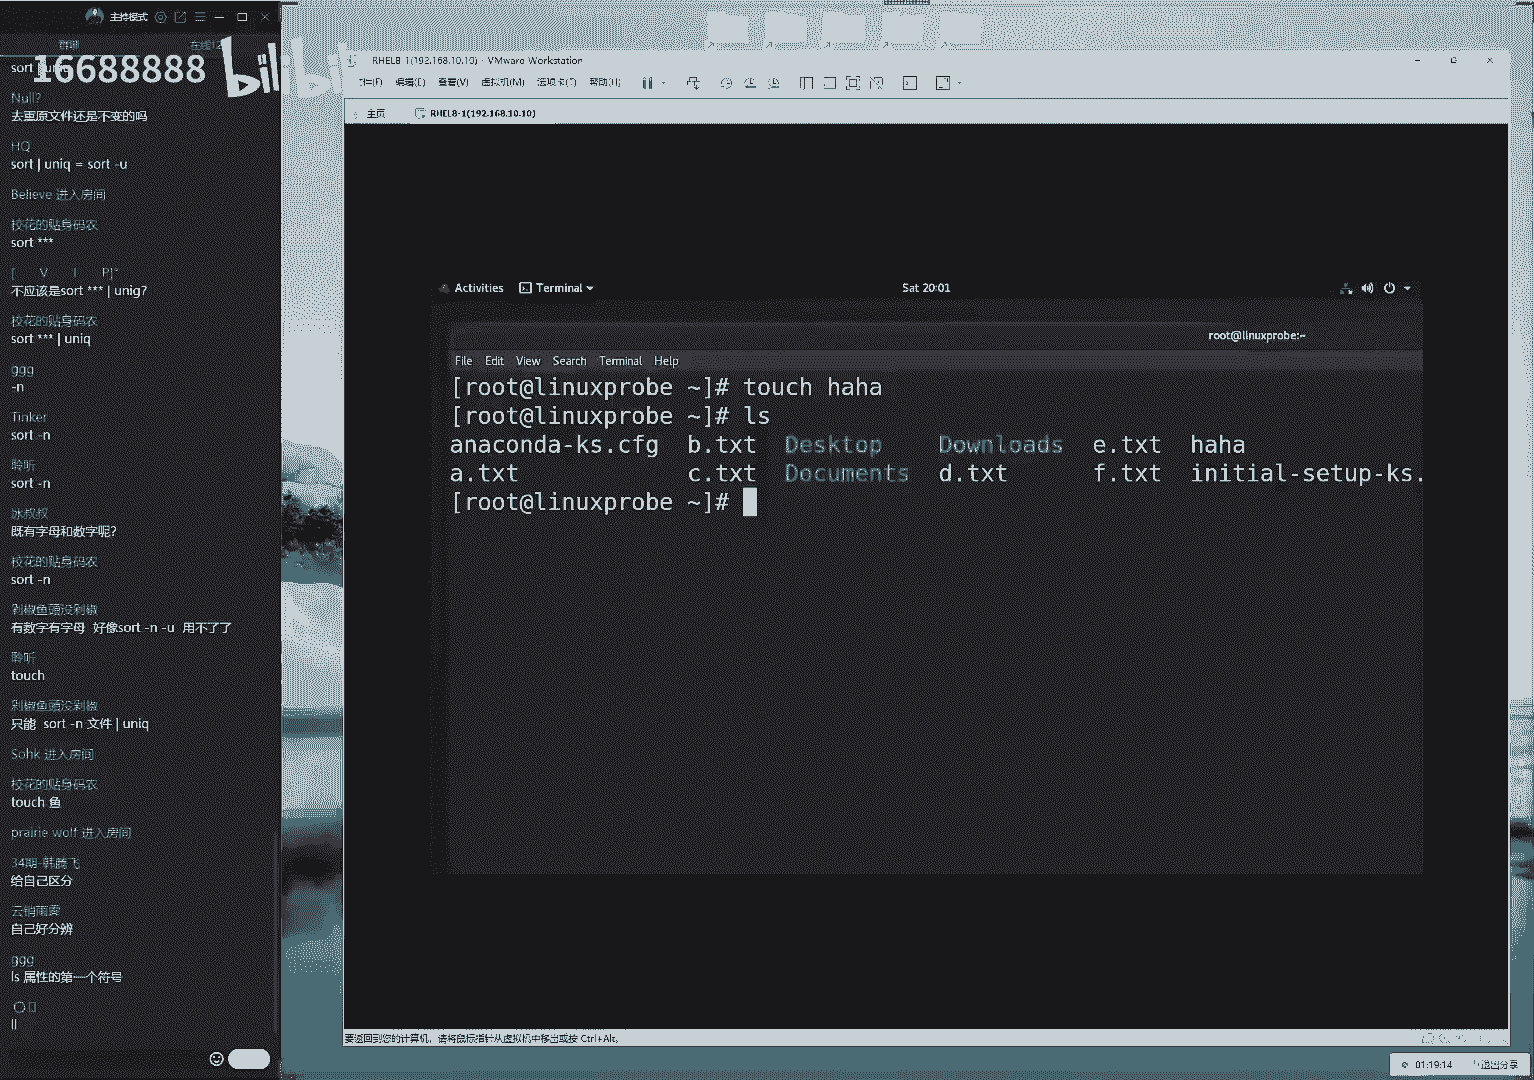 主持模式
群聊
16688888
Null?
去重原文件还是不变的吗
HQ
sort | uniq = sort -u
Believe 进入房间
校花的贴身码农
sort ***
[ V I P]"
不应该是sort *** | unig?
校花的贴身码农
sort *** | uniq
ggg
-n
Tinker
sort -n
聆听
sort -n
冰叔叔
既有字母和数字呢?
校花的贴身码农
sort -n
剁椒鱼頭没剁椒
有数字有字母 好像sort -n -u 用不了了
聆听
touch
剁椒鱼頭没剁椒
只能 sort -n 文件 | uniq
Sohk 进入房间
校花的贴身码农
touch 鱼
prairie wolf 进入房间
34期-韩腾飞
给自己区分
云销雨霁
自己好分辨
ggg
ls 属性的第一个符号
ll
RHEL8-1(192.168.10.10) - VMware Workstation
编辑(E) 查看(V) 虚拟机(M) 选项卡(T) 帮助(H)
主页
RHEL8-1(192.168.10.10)
Activities Terminal Sat 20:01
root@linuxprobe:~
File Edit View Search Terminal Help
[root@linuxprobe ~]# touch haha
[root@linuxprobe ~]# ls
anaconda-ks.cfg b.txt Desktop Downloads e.txt haha
a.txt c.txt Documents d.txt f.txt initial-setup-ks.
[root@linuxprobe ~]#
要返回到您的计算机，请将鼠标指针从虚拟机中移出或按 Ctrl+Alt。
01:19:14 退出分享